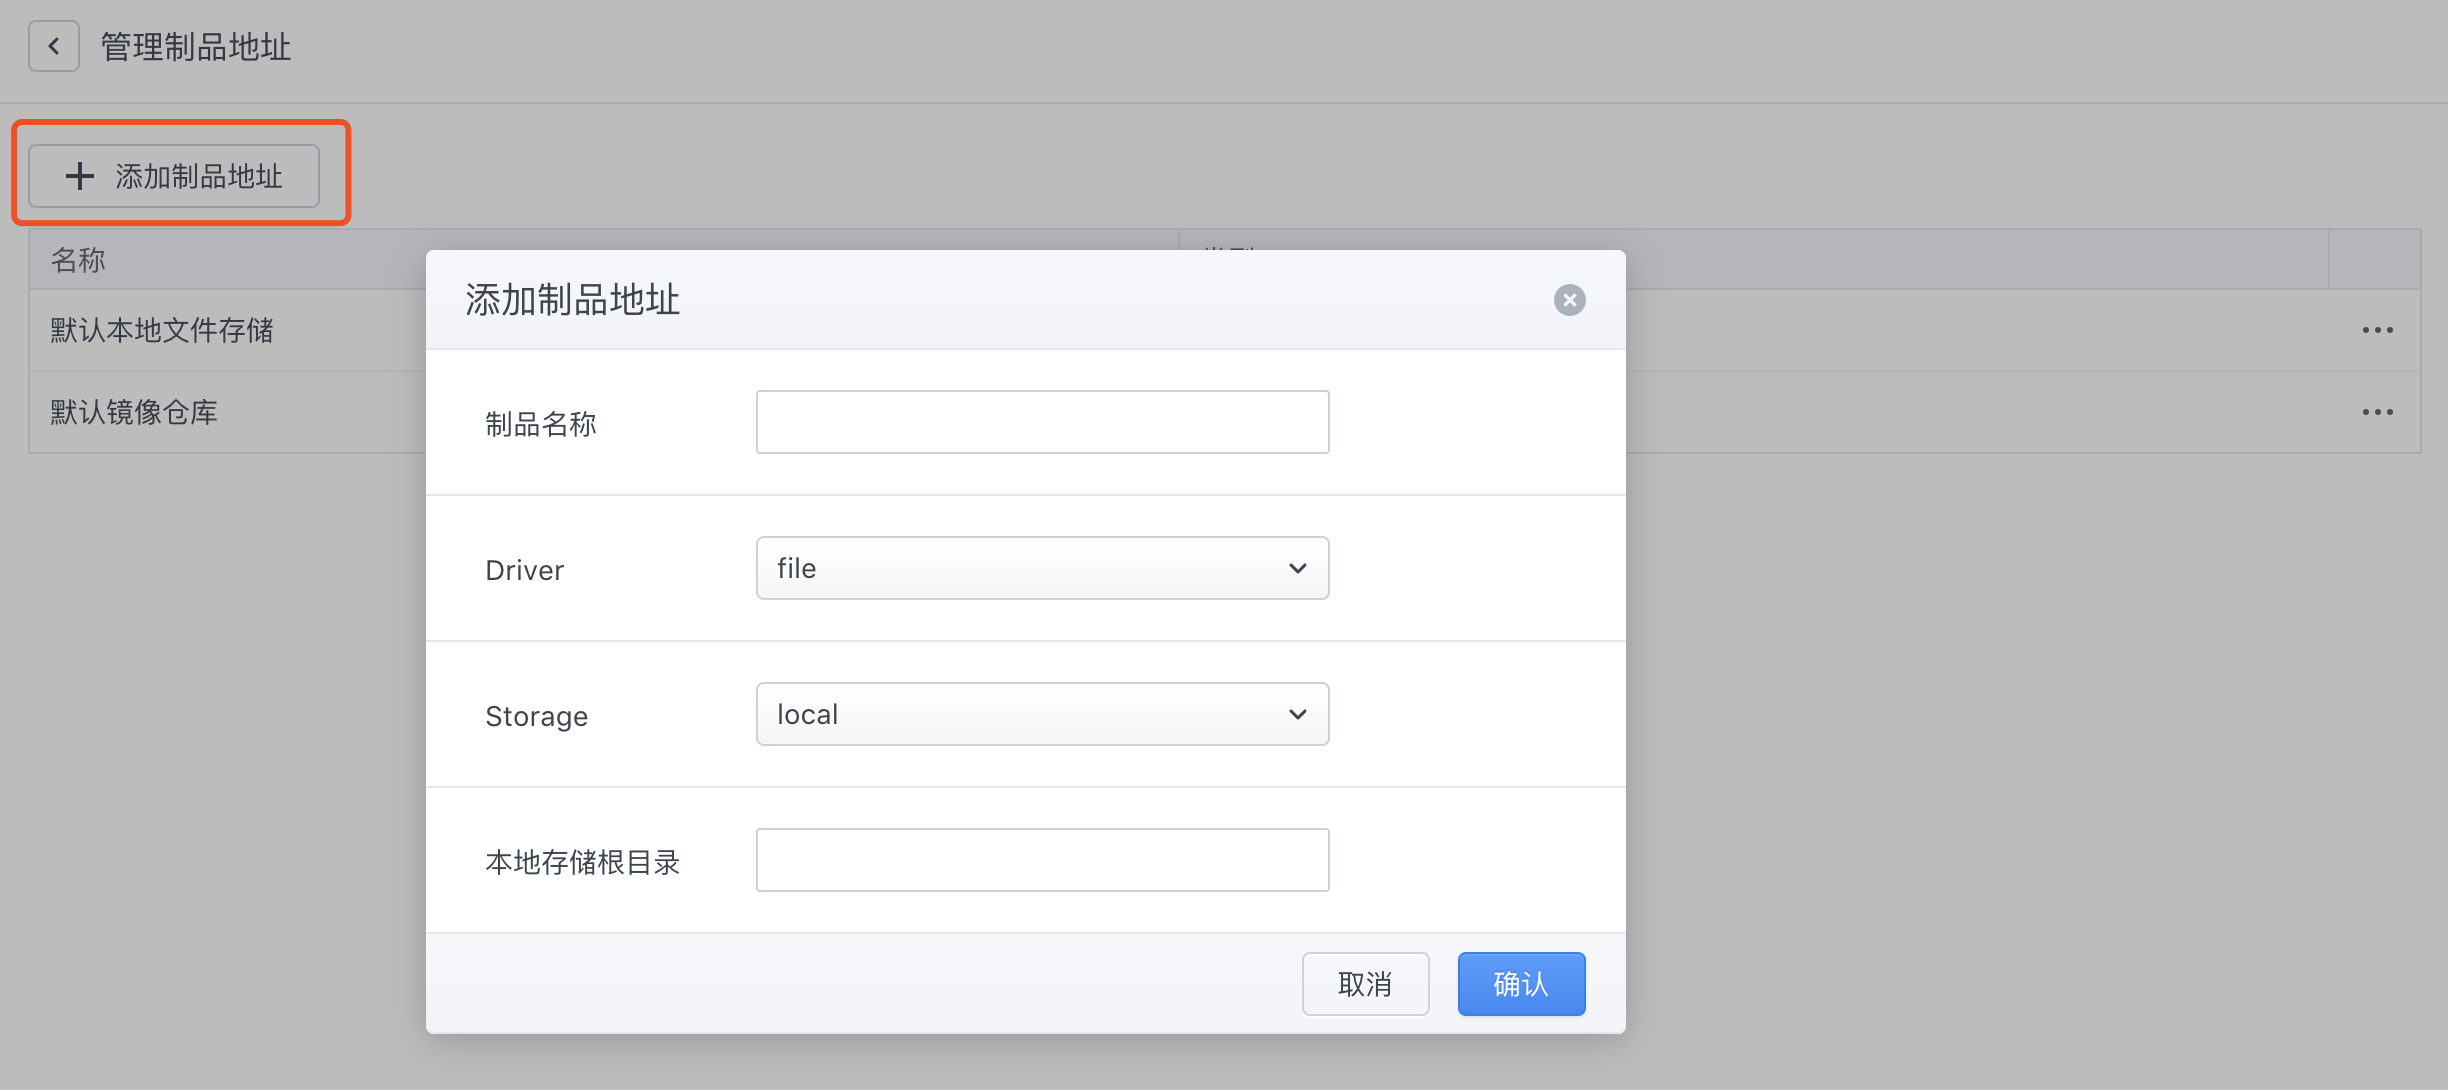 管理制品地址
添加制品地址
名称
默认本地文件存储
默认镜像仓库
添加制品地址
制品名称
Driver
file
Storage
local
本地存储根目录
取消
确认